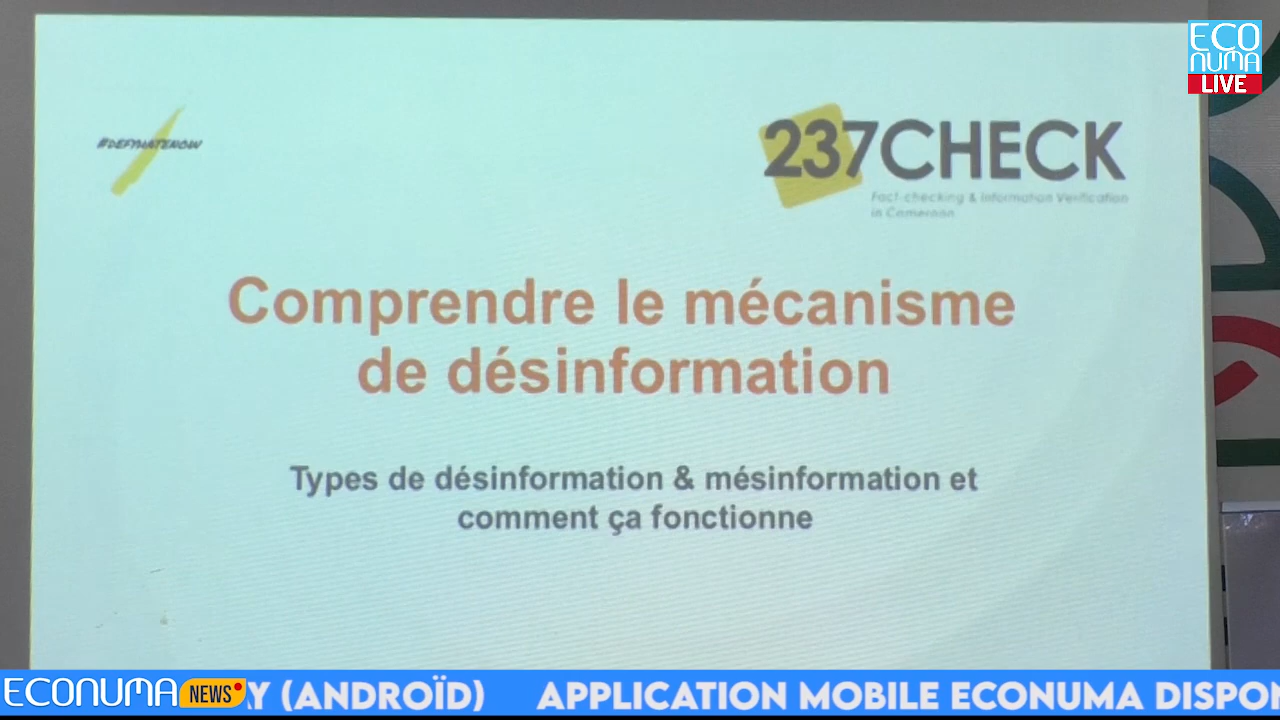 ECO
NUMA
LIVE
#DEFYHATENOW
237CHECK
Fact-checking & Information Verification
in Cameroon
Comprendre le mécanisme
de désinformation
Types de désinformation & mésinformation et
comment ça fonctionne
ECONUMA NEWS Y (ANDROÏD) APPLICATION MOBILE ECONUMA DISPON